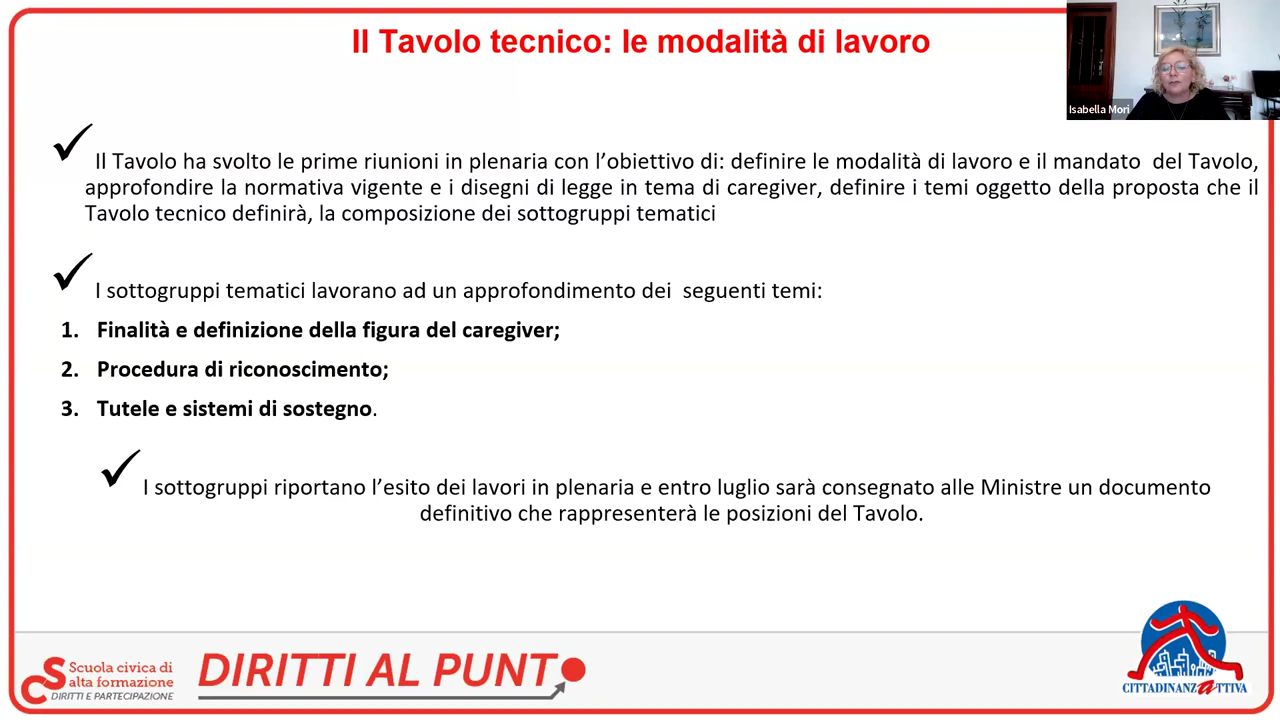 Il Tavolo tecnico: le modalità di lavoro
Isabella Mori
Il Tavolo ha svolto le prime riunioni in plenaria con l’obiettivo di: definire le modalità di lavoro e il mandato  del Tavolo,
approfondire la normativa vigente e i disegni di legge in tema di caregiver, definire i temi oggetto della proposta che il
Tavolo tecnico definirà, la composizione dei sottogruppi tematici
I sottogruppi tematici lavorano ad un approfondimento dei  seguenti temi:
1. Finalità e definizione della figura del caregiver;
2. Procedura di riconoscimento;
3. Tutele e sistemi di sostegno.
I sottogruppi riportano l’esito dei lavori in plenaria e entro luglio sarà consegnato alle Ministre un documento
definitivo che rappresenterà le posizioni del Tavolo.
CS Scuola civica di
alta formazione
DIRITTI E PARTECIPAZIONE
DIRITTI AL PUNTO
CITTADINANZATTIVA